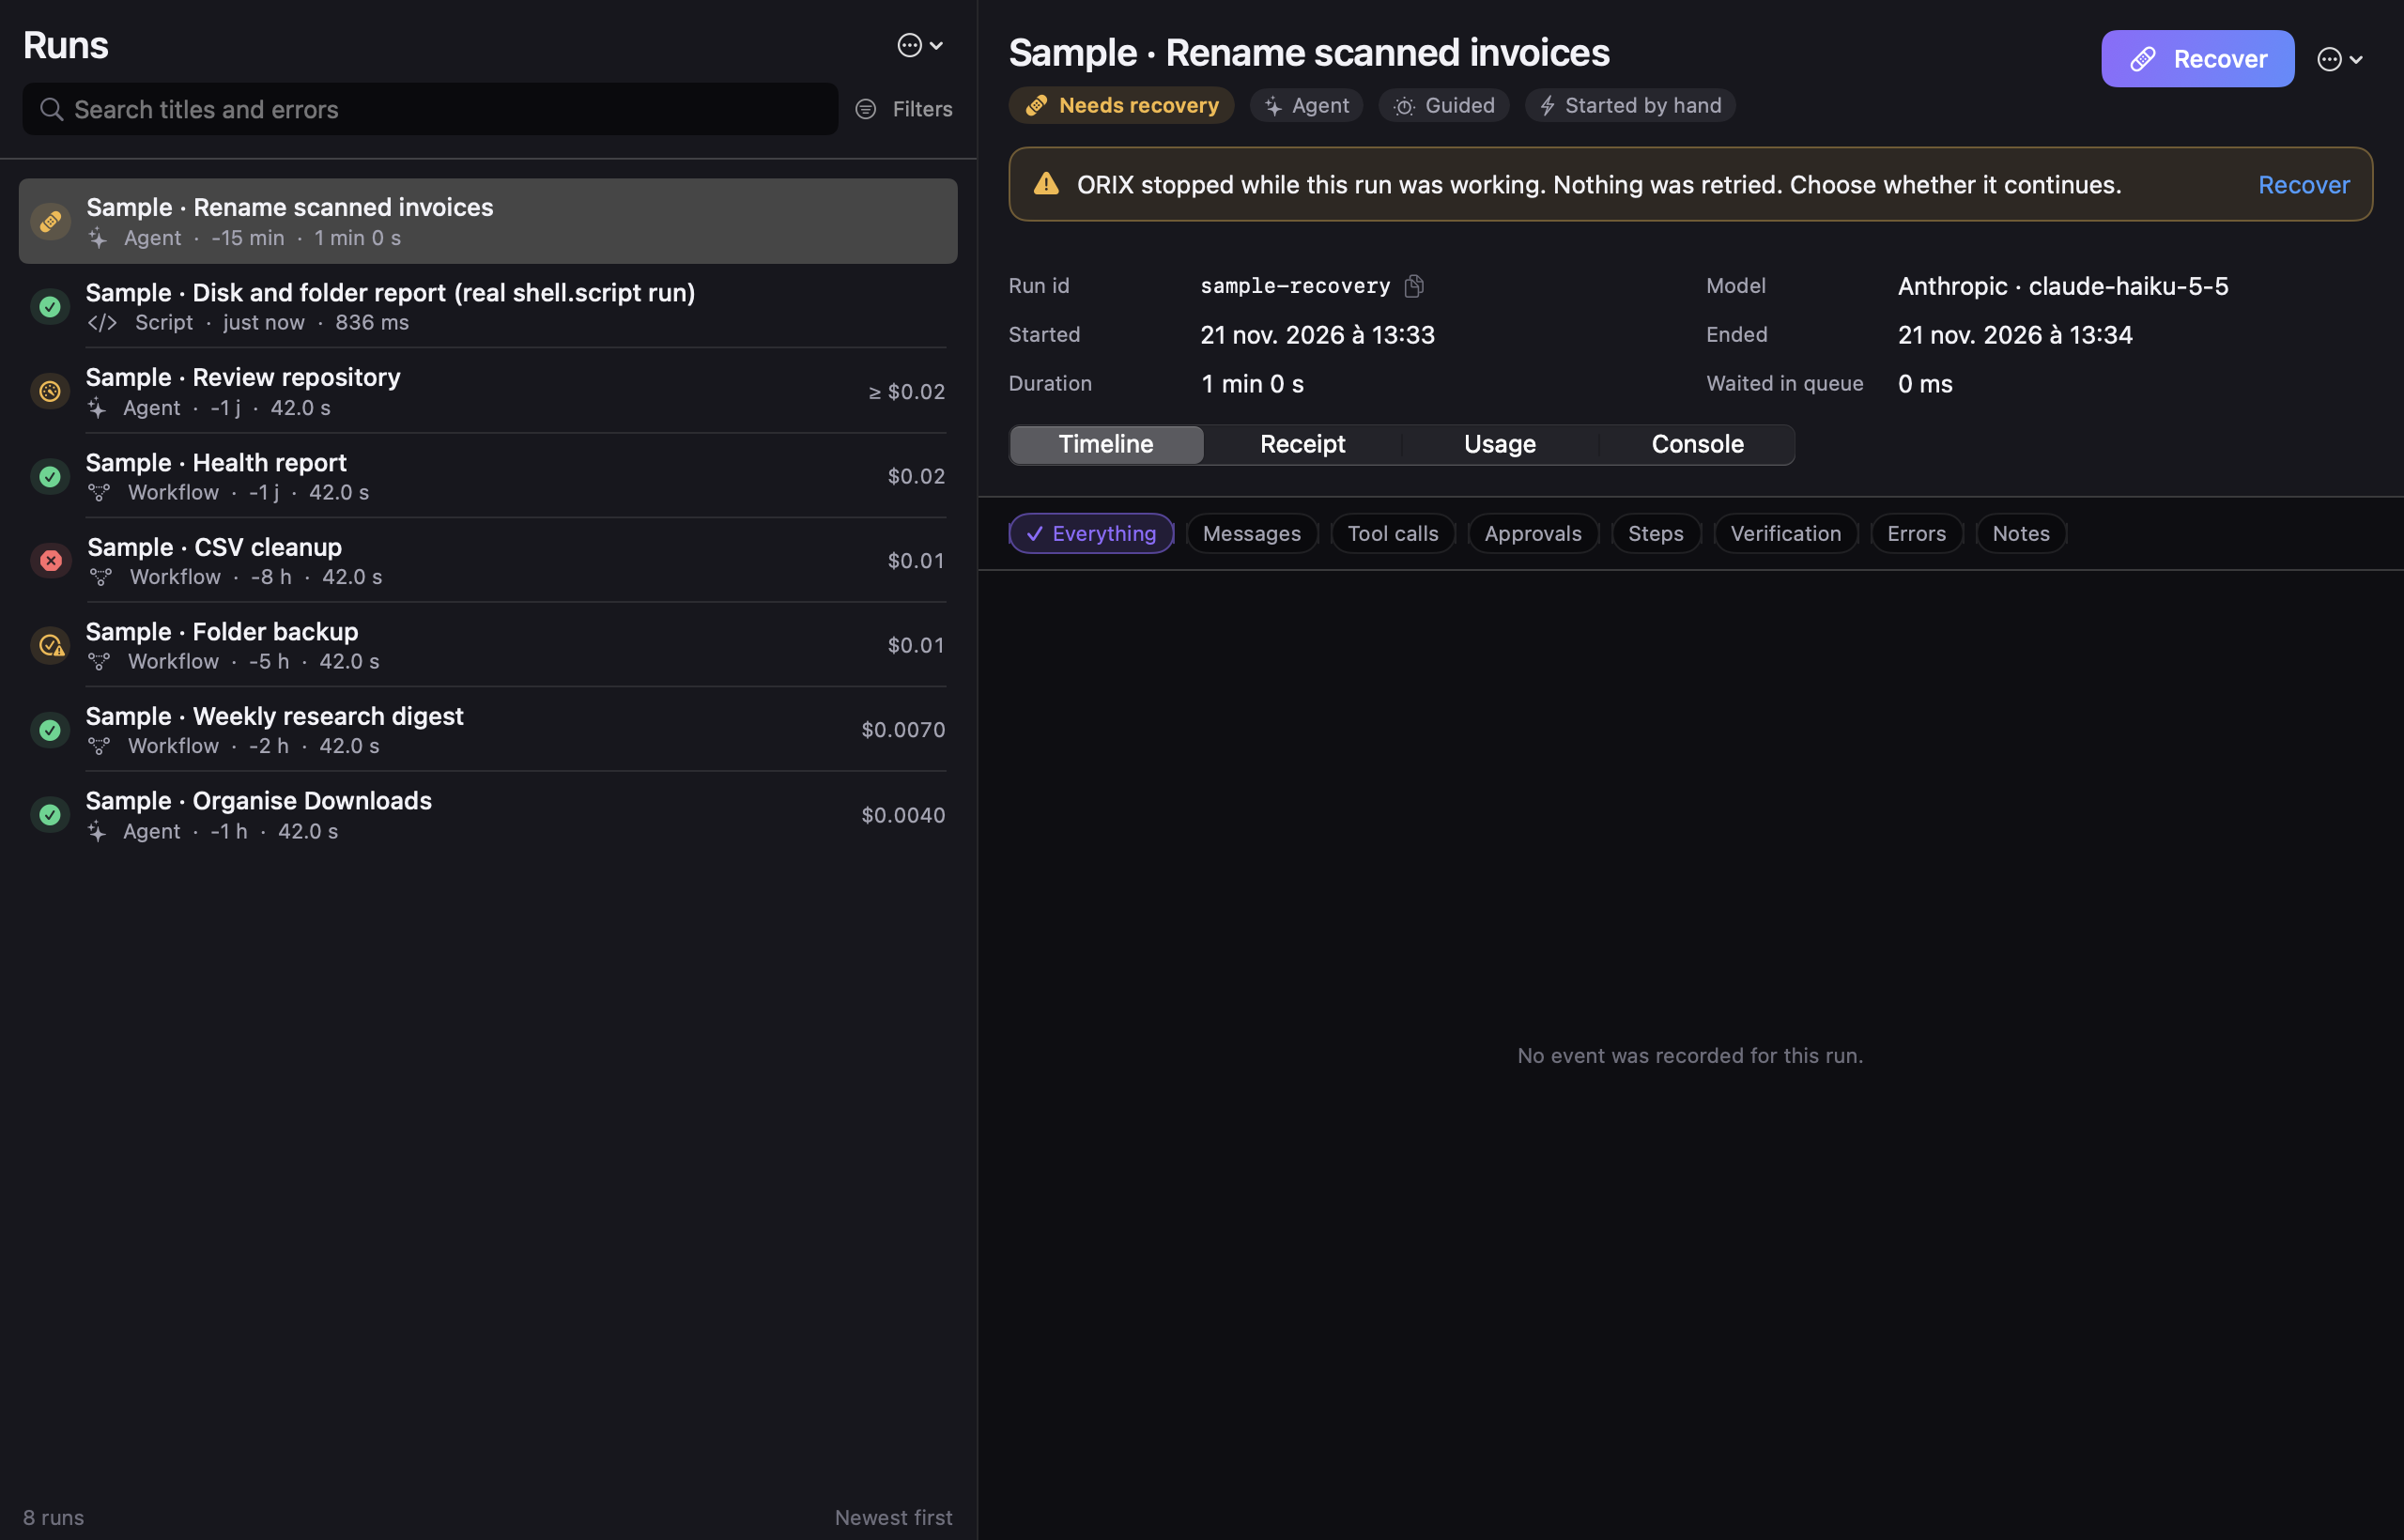 Runs
Search titles and errors
Filters
Sample · Rename scanned invoices
Agent · -15 min · 1 min 0 s
Sample · Disk and folder report (real shell.script run)
</> Script · just now · 836 ms
Sample · Review repository
Agent · -1 j · 42.0 s
≥ $0.02
Sample · Health report
Workflow · -1 j · 42.0 s
$0.02
Sample · CSV cleanup
Workflow · -8 h · 42.0 s
$0.01
Sample · Folder backup
Workflow · -5 h · 42.0 s
$0.01
Sample · Weekly research digest
Workflow · -2 h · 42.0 s
$0.0070
Sample · Organise Downloads
Agent · -1 h · 42.0 s
$0.0040
8 runs
Newest first
Sample · Rename scanned invoices
Recover
Needs recovery
Agent
Guided
Started by hand
ORIX stopped while this run was working. Nothing was retried. Choose whether it continues.
Recover
Run id
sample-recovery
Model
Anthropic · claude-haiku-5-5
Started
21 nov. 2026 à 13:33
Ended
21 nov. 2026 à 13:34
Duration
1 min 0 s
Waited in queue
0 ms
Timeline
Receipt
Usage
Console
Everything
Messages
Tool calls
Approvals
Steps
Verification
Errors
Notes
No event was recorded for this run.